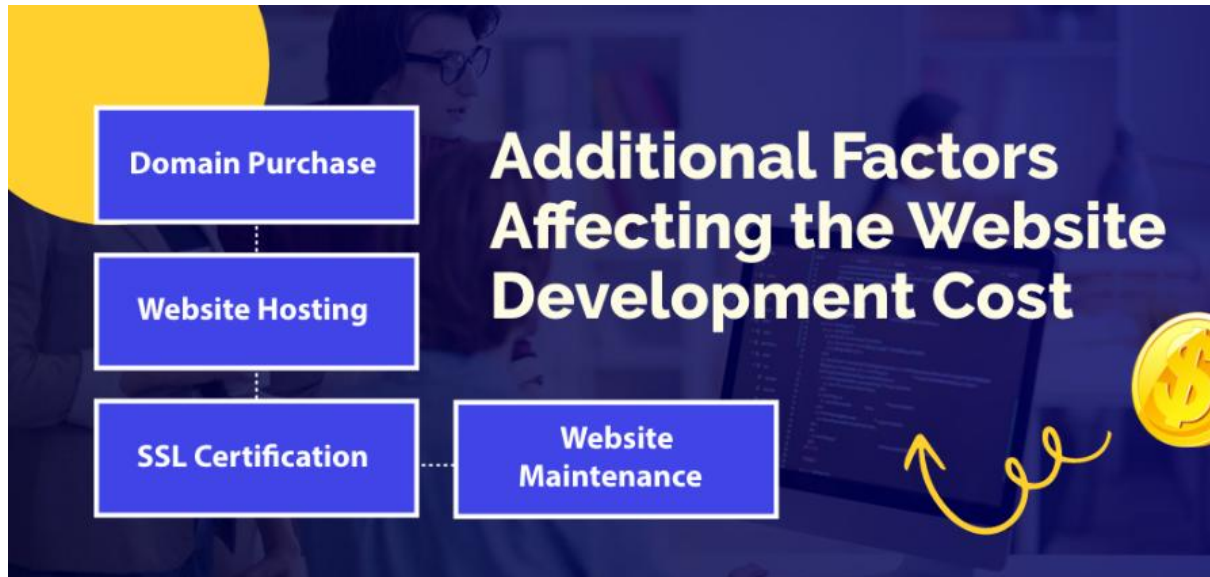 Additional Factors
Affecting the Website
Development Cost
Domain Purchase
Website Hosting
SSL Certification
Website
Maintenance
$